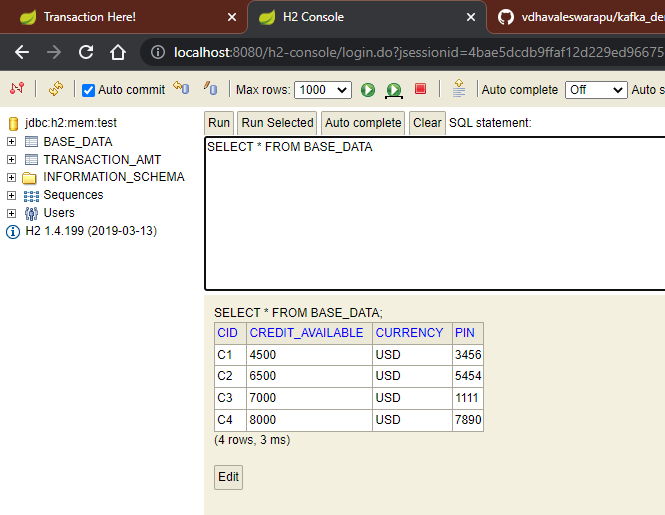 Transaction Here!
H2 Console
vdhavaleswarapu/kafka_de
localhost:8080/h2-console/login.do?jsessionid=4bae5dcdb9ffaf12d229ed96675
Auto commit Max rows: 1000 Auto complete Off Auto s
jdbc:h2:mem:test
BASE_DATA
TRANSACTION_AMT
INFORMATION_SCHEMA
Sequences
Users
H2 1.4.199 (2019-03-13)
Run Run Selected Auto complete Clear SQL statement:
SELECT * FROM BASE_DATA
SELECT * FROM BASE_DATA;
CID CREDIT_AVAILABLE CURRENCY PIN
C1 4500 USD 3456
C2 6500 USD 5454
C3 7000 USD 1111
C4 8000 USD 7890
(4 rows, 3 ms)
Edit